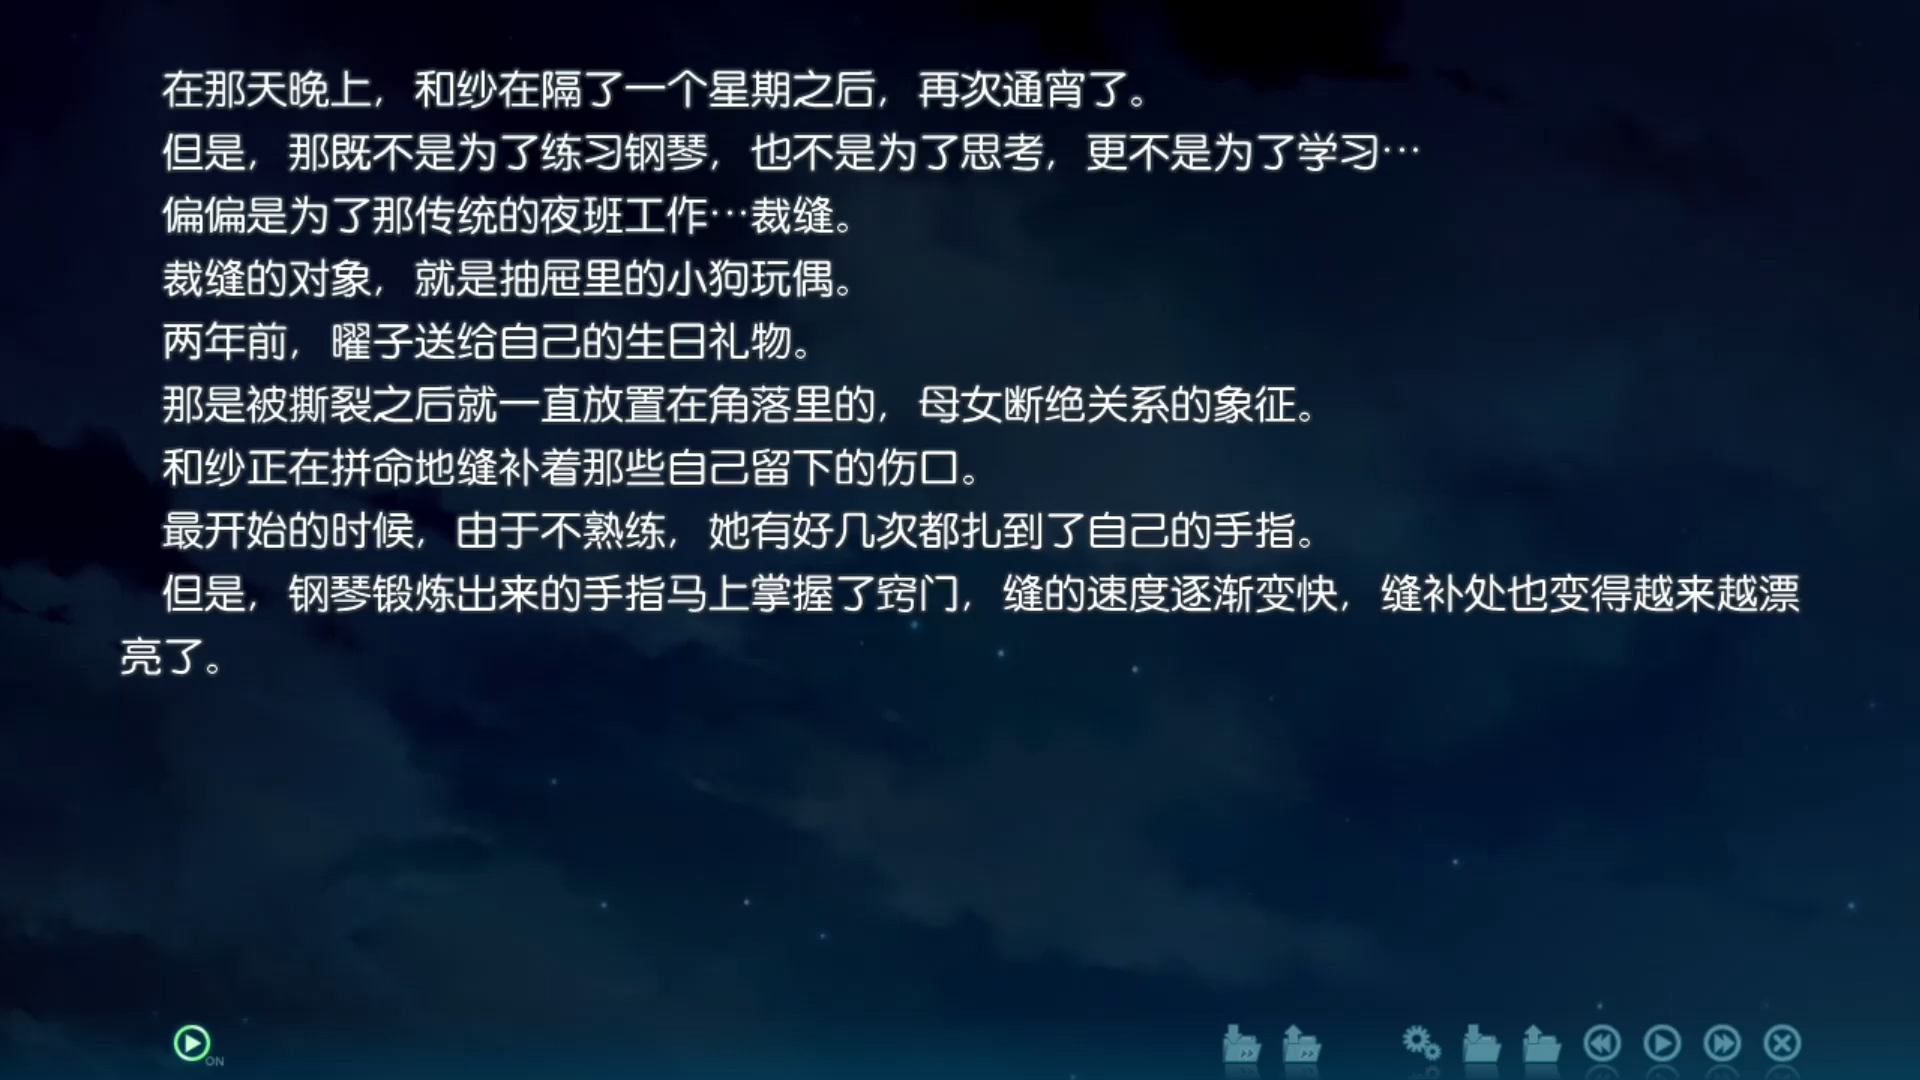 在那天晚上，和纱在隔了一个星期之后，再次通宵了。
但是，那既不是为了练习钢琴，也不是为了思考，更不是为了学习…
偏偏是为了那传统的夜班工作…裁缝。
裁缝的对象，就是抽屉里的小狗玩偶。
两年前，曜子送给自己的生日礼物。
那是被撕裂之后就一直放置在角落里的，母女断绝关系的象征。
和纱正在拼命地缝补着那些自己留下的伤口。
最开始的时候，由于不熟练，她有好几次都扎到了自己的手指。
但是，钢琴锻炼出来的手指马上掌握了窍门，缝的速度逐渐变快，缝补处也变得越来越漂
亮了。
ON